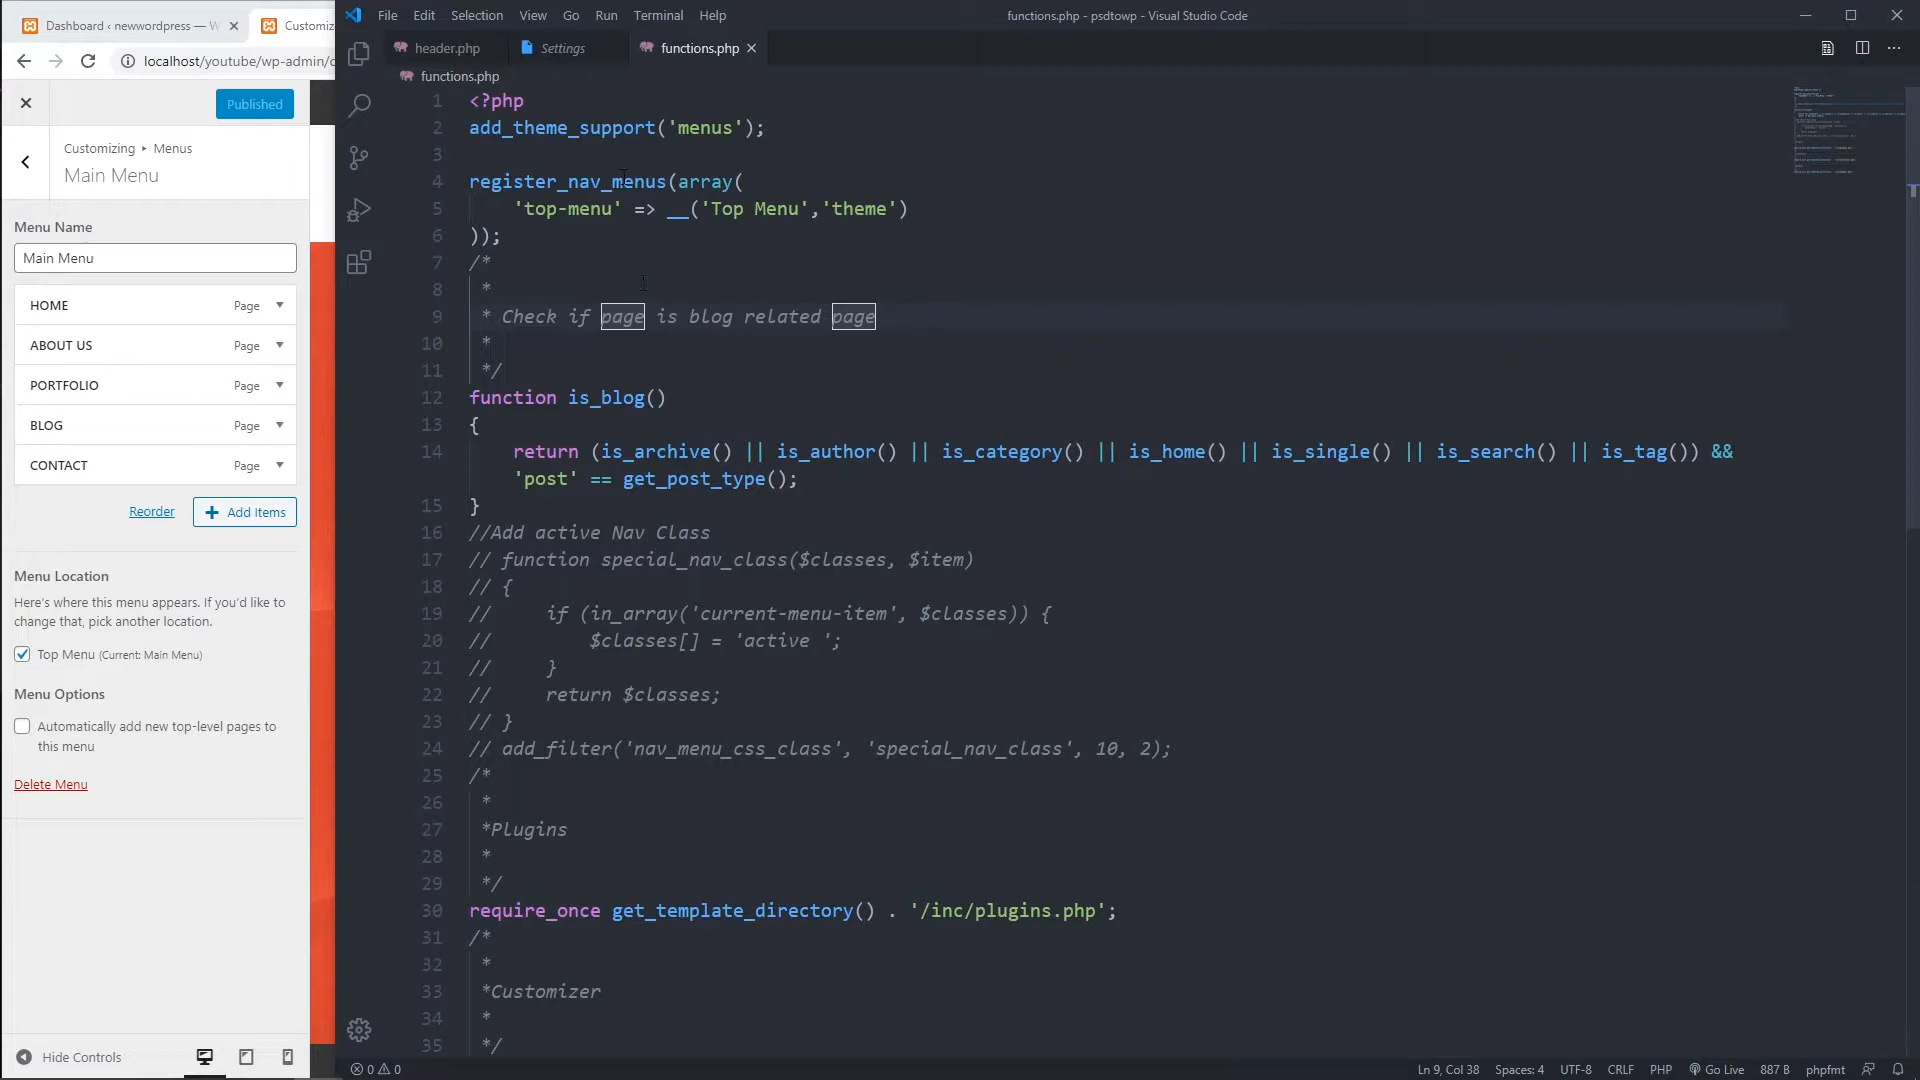 Dashboard ‹ newwordpress — W
Customiz
localhost/youtube/wp-admin/c
Published
Customizing ▸ Menus
Main Menu
Menu Name
Main Menu
HOME Page
ABOUT US Page
PORTFOLIO Page
BLOG Page
CONTACT Page
Reorder
+ Add Items
Menu Location
Here's where this menu appears. If you'd like to
change that, pick another location.
Top Menu (Current: Main Menu)
Menu Options
Automatically add new top-level pages to
this menu
Delete Menu
Hide Controls
File Edit Selection View Go Run Terminal Help
functions.php - psdtowp - Visual Studio Code
header.php Settings functions.php
functions.php
1 <?php
2 add_theme_support('menus');
3
4 register_nav_menus(array(
5 'top-menu' => __('Top Menu','theme')
6 ));
7 /*
8 *
9 * Check if page is blog related page
10 *
11 */
12 function is_blog()
13 {
14 return (is_archive() || is_author() || is_category() || is_home() || is_single() || is_search() || is_tag()) &&
'post' == get_post_type();
15 }
16 //Add active Nav Class
17 // function special_nav_class($classes, $item)
18 // {
19 // if (in_array('current-menu-item', $classes)) {
20 // $classes[] = 'active ';
21 // }
22 // return $classes;
23 // }
24 // add_filter('nav_menu_css_class', 'special_nav_class', 10, 2);
25 /*
26 *
27 *Plugins
28 *
29 */
30 require_once get_template_directory() . '/inc/plugins.php';
31 /*
32 *
33 *Customizer
34 *
35 */
0 0
Ln 9, Col 38 Spaces: 4 UTF-8 CRLF PHP Go Live 887 B phpfmt